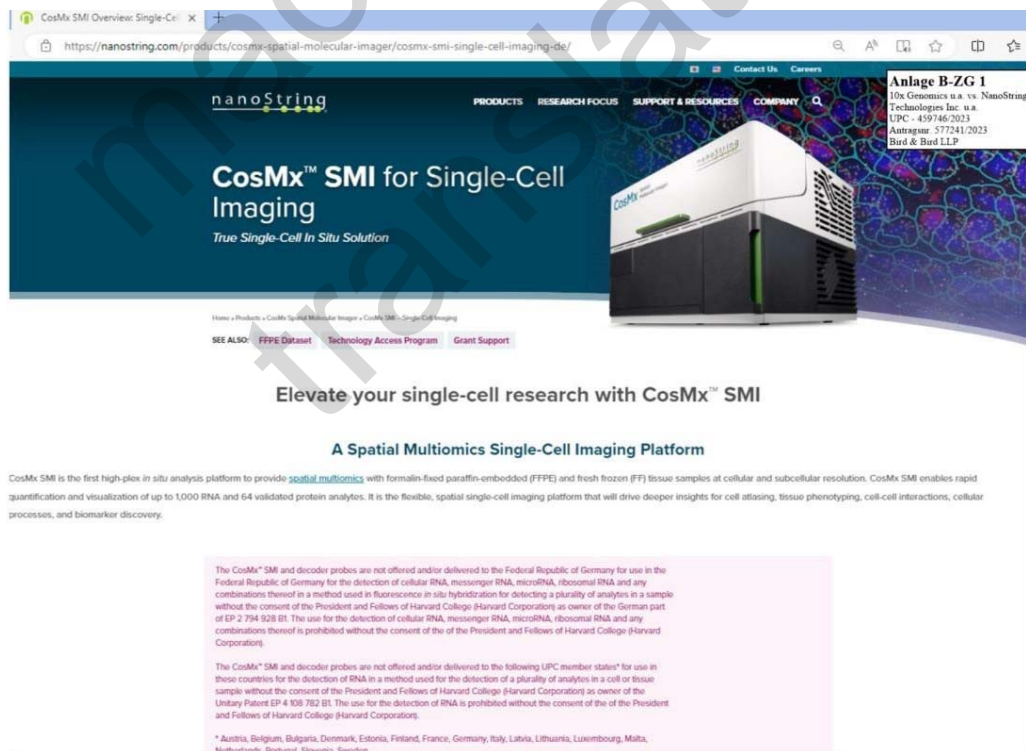 CosMx SMI Overview: Single-Cel
https://nanostring.com/products/cosmx-spatial-molecular-imager/cosmx-smi-single-cell-imaging-de/
Contact Us Careers
nanoString
PRODUCTS RESEARCH FOCUS SUPPORT & RESOURCES COMPANY
Anlage B-ZG 1
10x Genomics u.a. vs. NanoString
Technologies Inc. u.a.
UPC - 459746/2023
Antragsnr. 577241/2023
Bird & Bird LLP
CosMx™ SMI for Single-Cell
Imaging
True Single-Cell In Situ Solution
nanoString
CosMx
Home » Products » CosMx Spatial Molecular Imager » CosMx SMI – Single-Cell Imaging
SEE ALSO: FFPE Dataset Technology Access Program Grant Support
Elevate your single-cell research with CosMx™ SMI
A Spatial Multiomics Single-Cell Imaging Platform
CosMx SMI is the first high-plex in situ analysis platform to provide spatial multiomics with formalin-fixed paraffin-embedded (FFPE) and fresh frozen (FF) tissue samples at cellular and subcellular resolution. CosMx SMI enables rapid
quantification and visualization of up to 1,000 RNA and 64 validated protein analytes. It is the flexible, spatial single-cell imaging platform that will drive deeper insights for cell atlasing, tissue phenotyping, cell-cell interactions, cellular
processes, and biomarker discovery.
The CosMx™ SMI and decoder probes are not offered and/or delivered to the Federal Republic of Germany for use in the
Federal Republic of Germany for the detection of cellular RNA, messenger RNA, microRNA, ribosomal RNA and any
combinations thereof in a method used in fluorescence in situ hybridization for detecting a plurality of analytes in a sample
without the consent of the President and Fellows of Harvard College (Harvard Corporation) as owner of the German part
of EP 2 794 928 B1. The use for the detection of cellular RNA, messenger RNA, microRNA, ribosomal RNA and any
combinations thereof is prohibited without the consent of the of the President and Fellows of Harvard College (Harvard
Corporation).
The CosMx™ SMI and decoder probes are not offered and/or delivered to the following UPC member states* for use in
these countries for the detection of RNA in a method used for the detection of a plurality of analytes in a cell or tissue
sample without the consent of the President and Fellows of Harvard College (Harvard Corporation) as owner of the
Unitary Patent EP 4 108 782 B1. The use for the detection of RNA is prohibited without the consent of the of the President
and Fellows of Harvard College (Harvard Corporation).
* Austria, Belgium, Bulgaria, Denmark, Estonia, Finland, France, Germany, Italy, Latvia, Lithuania, Luxembourg, Malta,
Netherlands, Portugal, Slovenia, Sweden